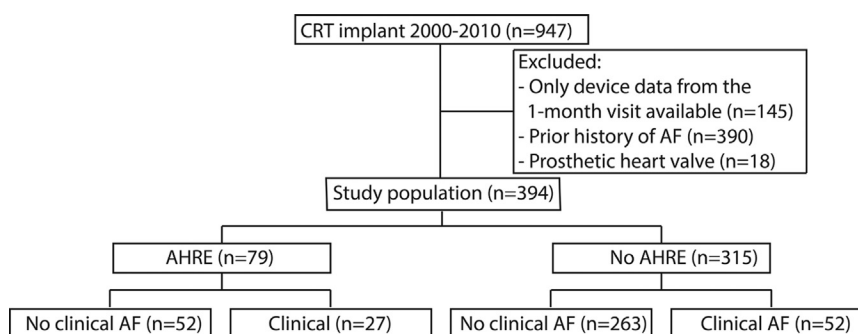 CRT implant 2000-2010 (n=947)
Excluded:
- Only device data from the
1-month visit available (n=145)
- Prior history of AF (n=390)
- Prosthetic heart valve (n=18)
Study population (n=394)
AHRE (n=79)
No AHRE (n=315)
No clinical AF (n=52)
Clinical (n=27)
No clinical AF (n=263)
Clinical AF (n=52)